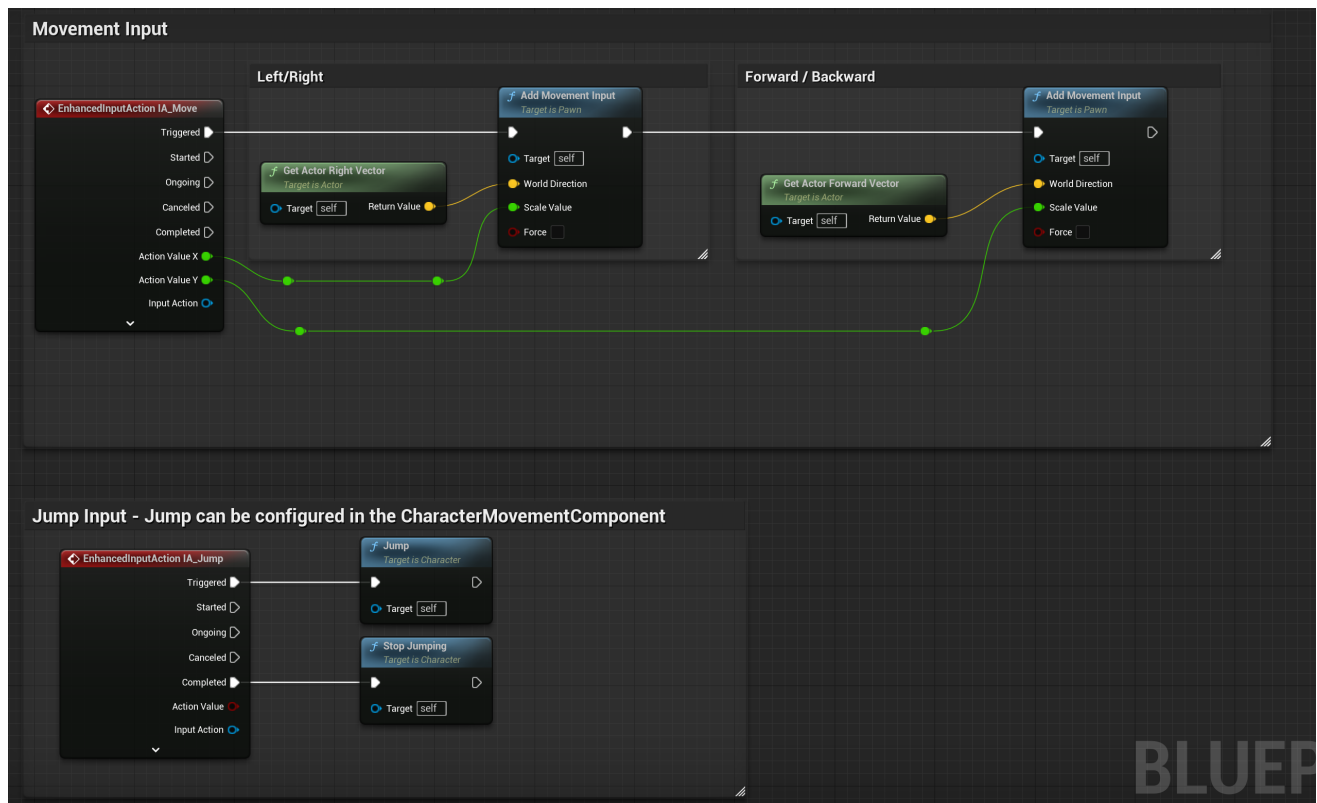 Movement Input
Left/Right
Forward / Backward
EnhancedInputAction IA_Move
Triggered
Started
Ongoing
Canceled
Completed
Action Value X
Action Value Y
Input Action
f Get Actor Right Vector
Target is Actor
Target self
Return Value
f Add Movement Input
Target is Pawn
Target self
World Direction
Scale Value
Force
f Get Actor Forward Vector
Target is Actor
Target self
Return Value
f Add Movement Input
Target is Pawn
Target self
World Direction
Scale Value
Force
Jump Input - Jump can be configured in the CharacterMovementComponent
EnhancedInputAction IA_Jump
Triggered
Started
Ongoing
Canceled
Completed
Action Value
Input Action
f Jump
Target is Character
Target self
f Stop Jumping
Target is Character
Target self
BLUEP